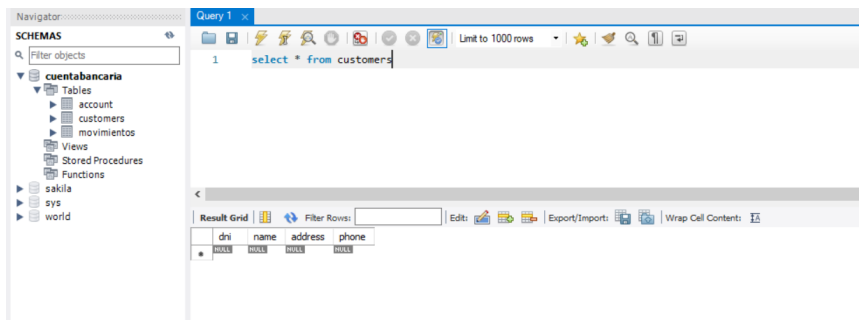 Navigator
Query 1
SCHEMAS
Filter objects
Limit to 1000 rows
1 select * from customers
cuentabancaria
Tables
account
customers
movimientos
Views
Stored Procedures
Functions
sakila
sys
world
Result Grid Filter Rows: Edit: Export/Import: Wrap Cell Content: IA
dni name address phone
NULL NULL NULL NULL